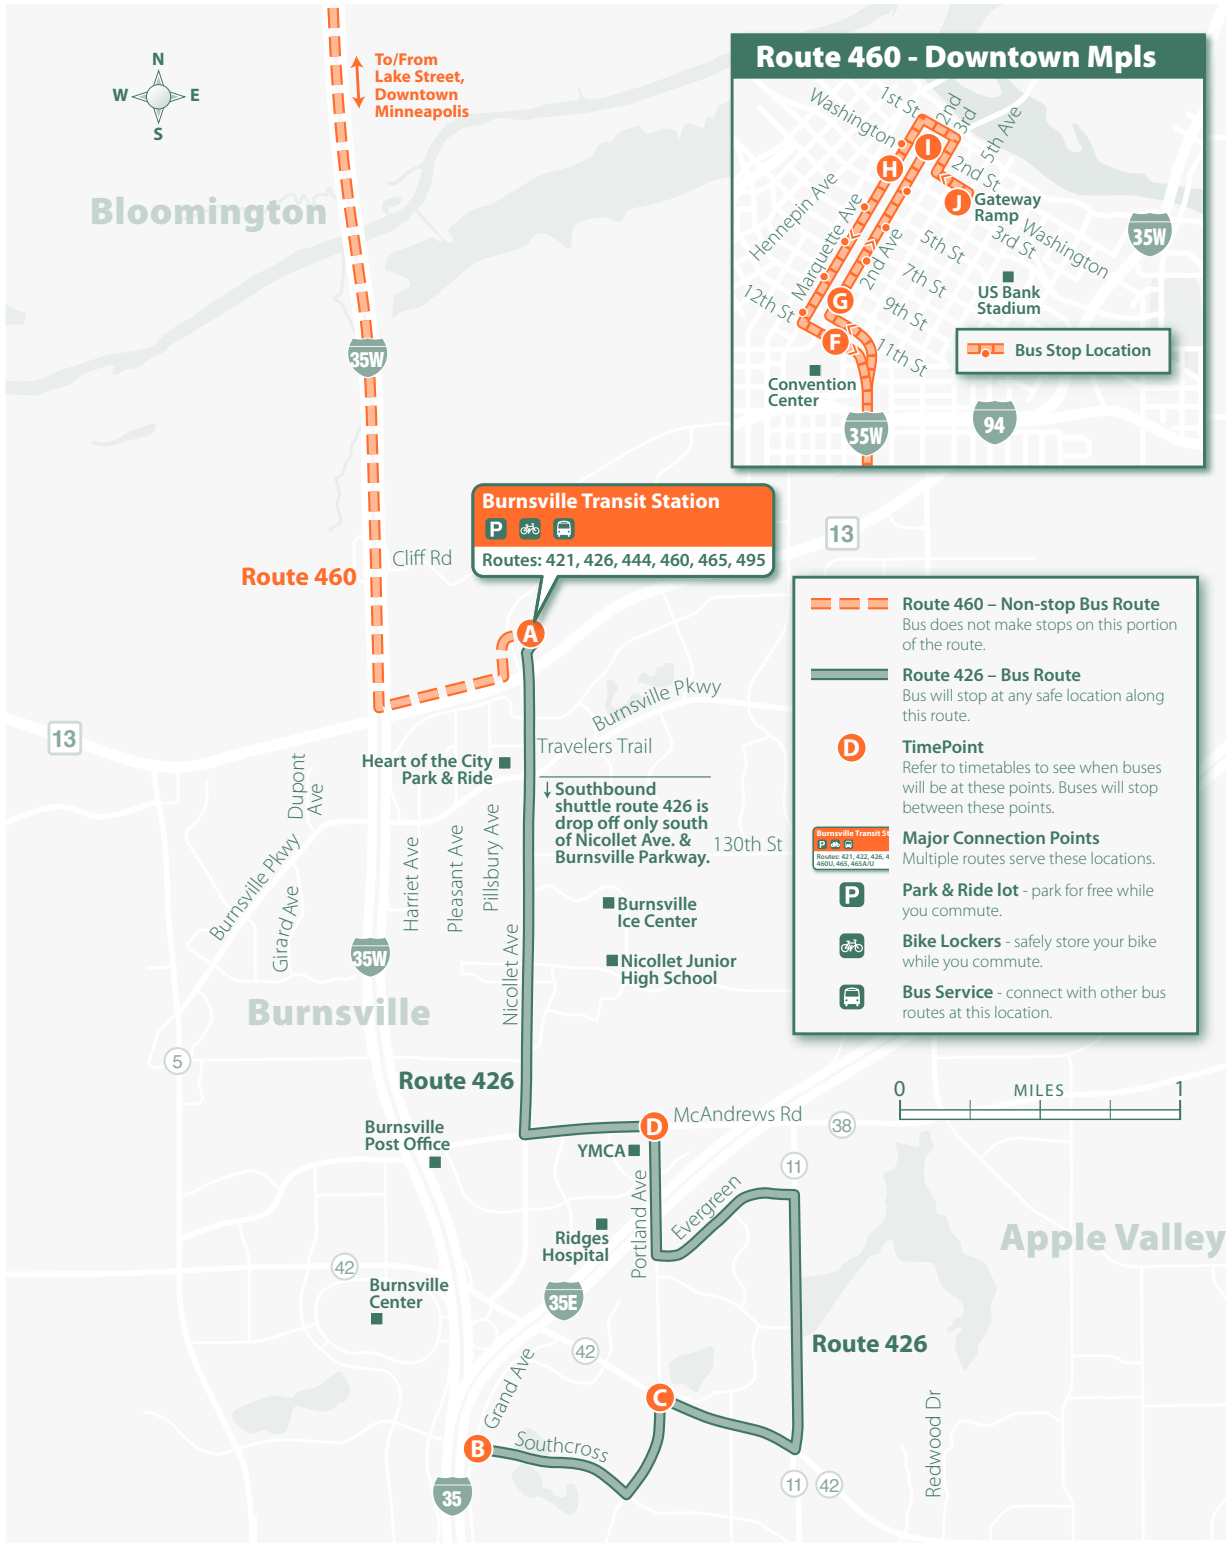 N
W
E
S
To/From
Lake Street,
Downtown
Minneapolis
Bloomington
35W
Route 460 - Downtown Mpls
1st St
2nd
3rd
5th Ave
Washington
H
I
2nd St
J
Gateway
Ramp
Hennepin Ave
Marquette Ave
2nd Ave
5th St
3rd St
Washington
35W
7th St
US Bank
Stadium
12th St
G
9th St
F
11th St
Bus Stop Location
Convention
Center
35W
94
Burnsville Transit Station
P
Routes: 421, 426, 444, 460, 465, 495
13
Cliff Rd
Route 460
A
Burnsville Pkwy
13
Travelers Trail
Heart of the City
Park & Ride
Dupont
Ave
↓ Southbound
shuttle route 426 is
drop off only south
of Nicollet Ave. &
Burnsville Parkway.
130th St
Burnsville Pkwy
Girard Ave
Harriet Ave
Pleasant Ave
Pillsbury Ave
Nicollet Ave
Burnsville
Ice Center
Nicollet Junior
High School
35W
Burnsville
5
Route 426
Route 460 – Non-stop Bus Route
Bus does not make stops on this portion
of the route.
Route 426 – Bus Route
Bus will stop at any safe location along
this route.
D
TimePoint
Refer to timetables to see when buses
will be at these points. Buses will stop
between these points.
Burnsville Transit St
P
Routes: 421, 422, 426, 4
460U, 465, 465A/U
Major Connection Points
Multiple routes serve these locations.
P
Park & Ride lot - park for free while
you commute.
Bike Lockers - safely store your bike
while you commute.
Bus Service - connect with other bus
routes at this location.
0
MILES
1
D
McAndrews Rd
38
Burnsville
Post Office
YMCA
11
Portland Ave
Evergreen
Ridges
Hospital
Apple Valley
42
Burnsville
Center
35E
42
Route 426
Grand Ave
C
B
Southcross
Redwood Dr
35
11
42